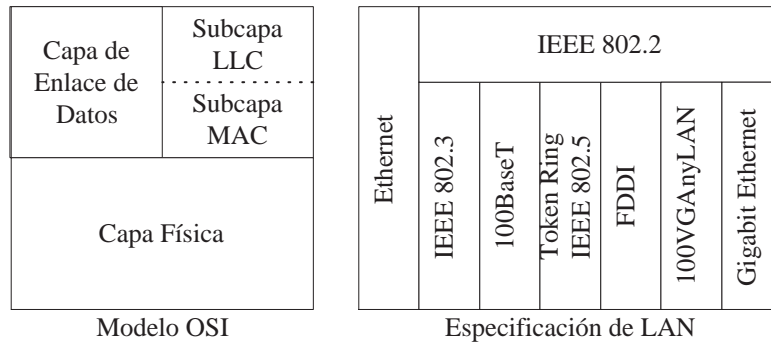 Capa de
Enlace de
Datos
Subcapa
LLC
Subcapa
MAC
Capa Física
Modelo OSI
IEEE 802.2
Ethernet
IEEE 802.3
100BaseT
Token Ring
IEEE 802.5
FDDI
100VGAnyLAN
Gigabit Ethernet
Especificación de LAN